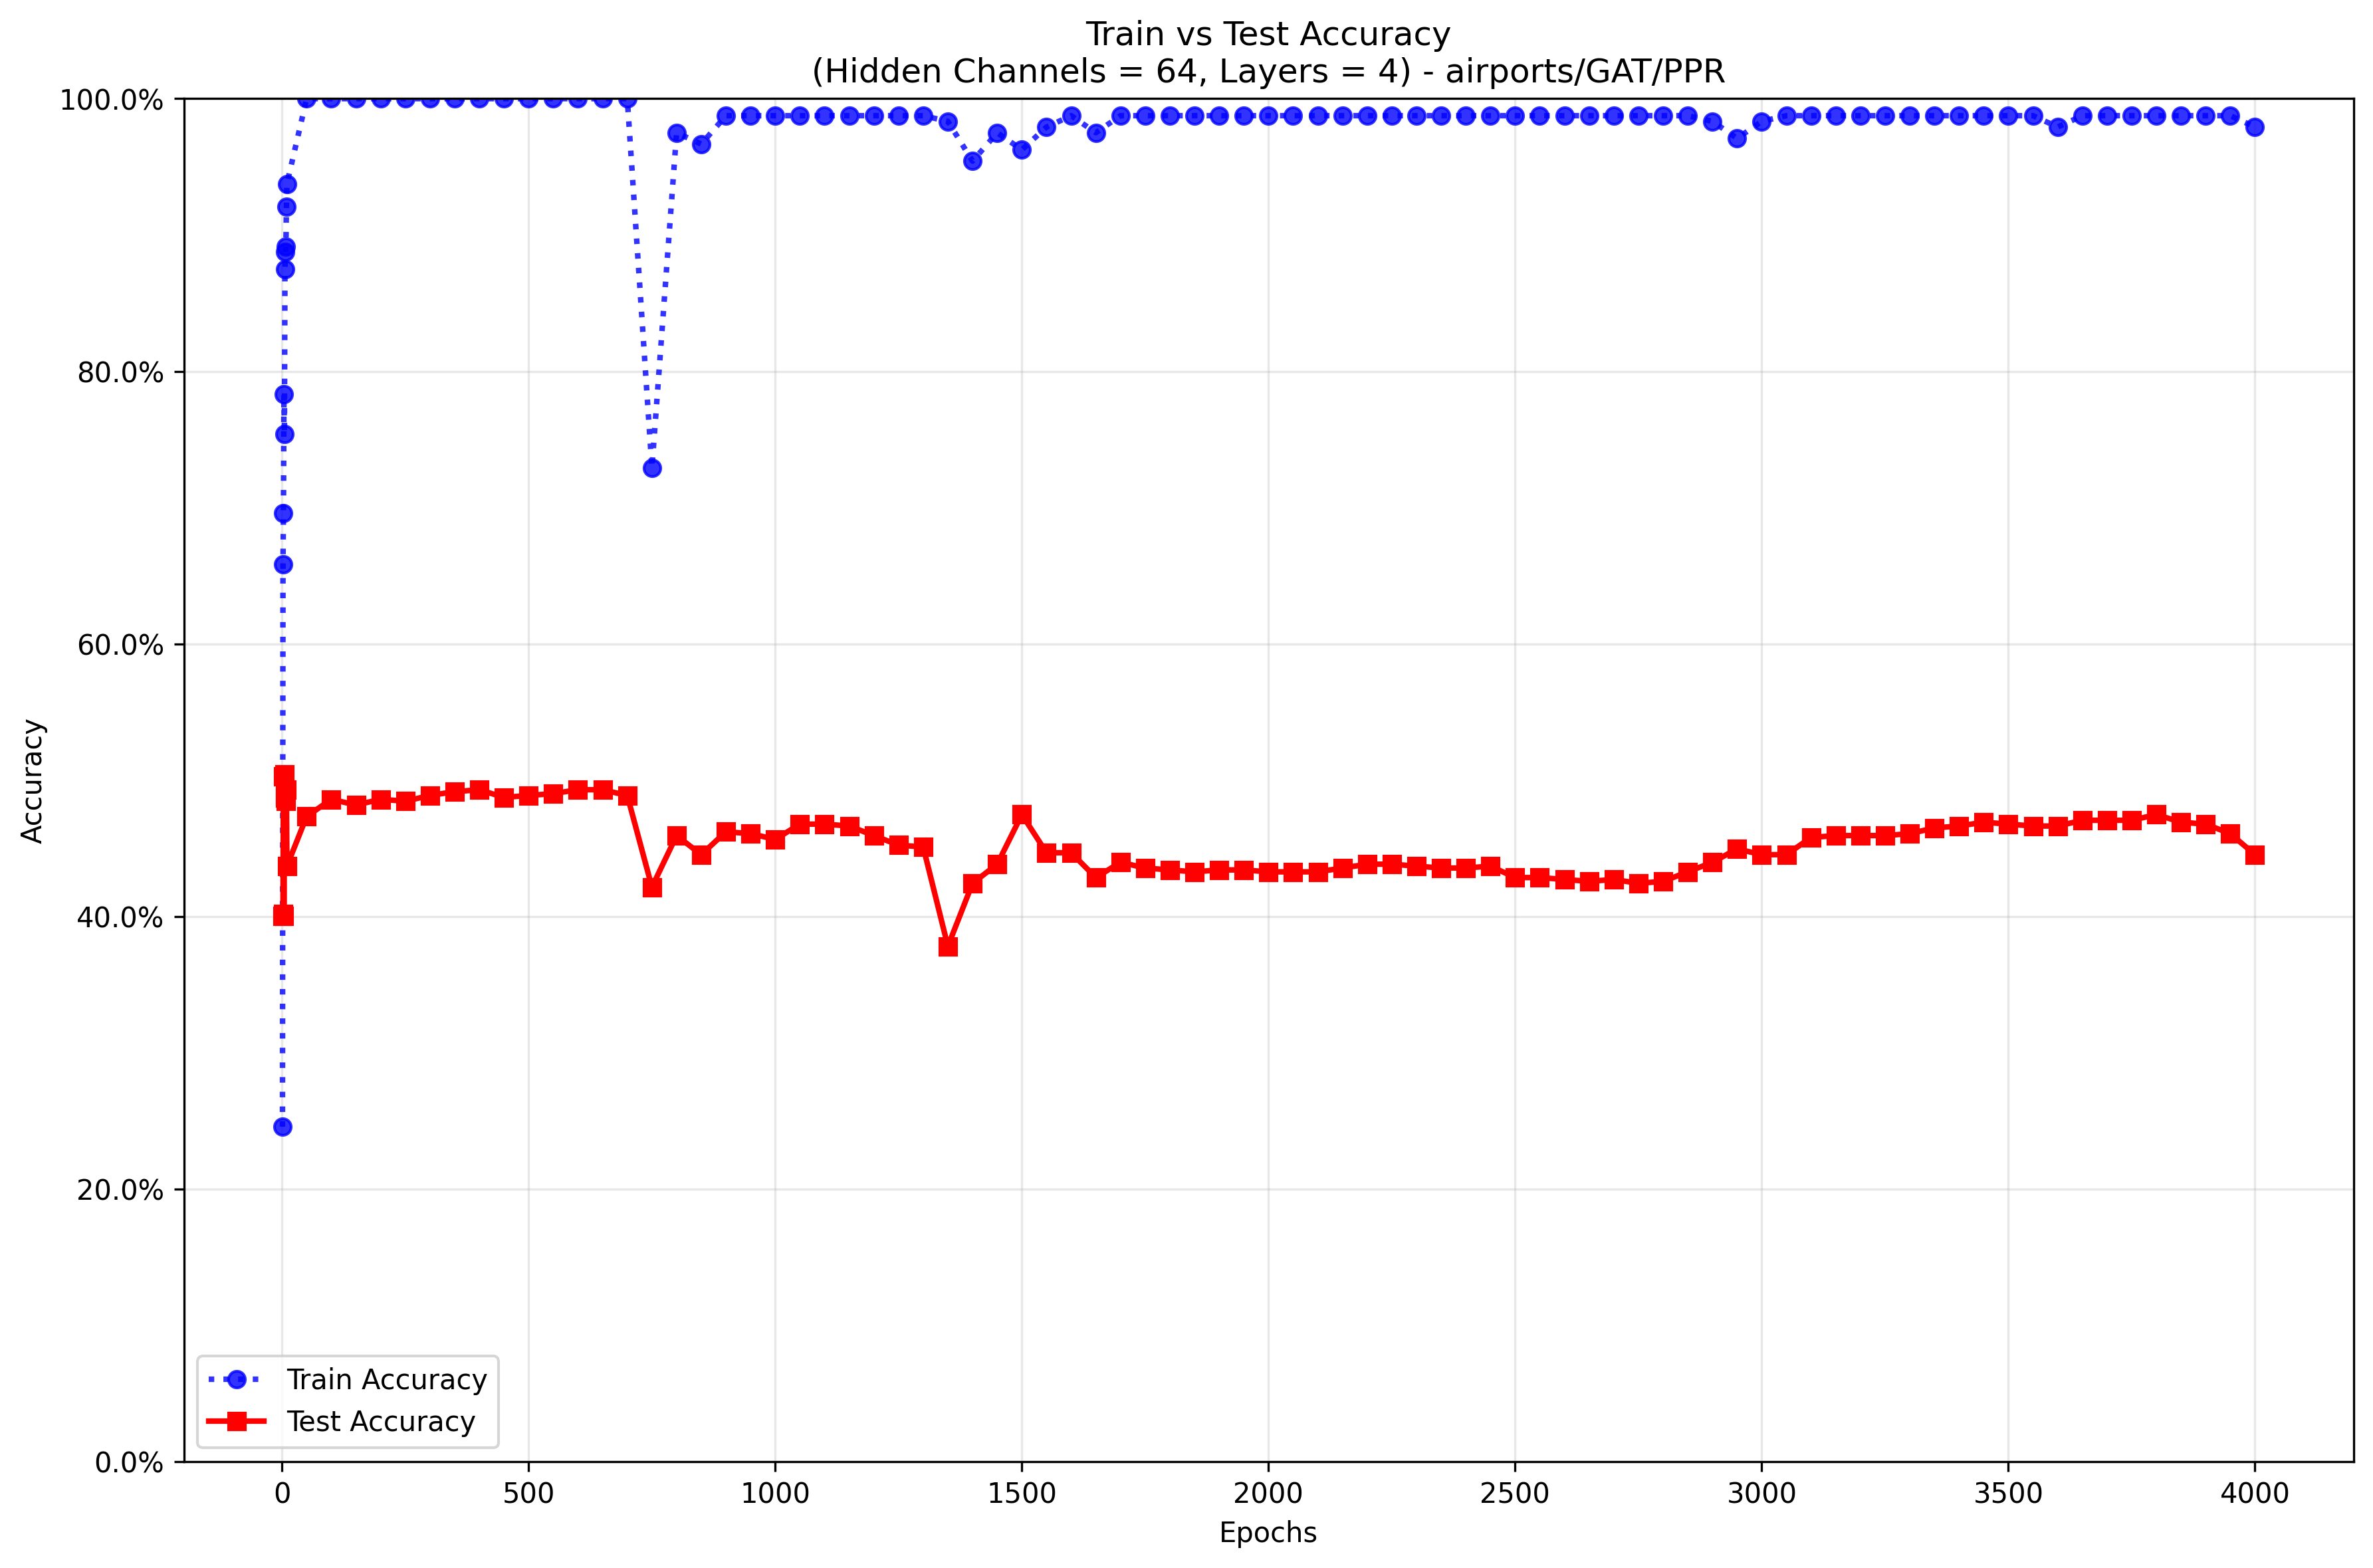 Train vs Test Accuracy
(Hidden Channels = 64, Layers = 4) - airports/GAT/PPR
Accuracy
100.0%
80.0%
60.0%
40.0%
20.0%
0.0%
Train Accuracy
Test Accuracy
0 500 1000 1500 2000 2500 3000 3500 4000
Epochs